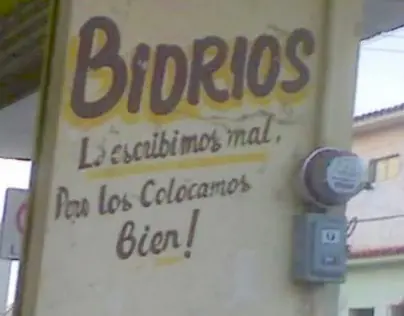 BIDRIOS
Lo escribimos mal,
Pero los Colocamos
Bien!